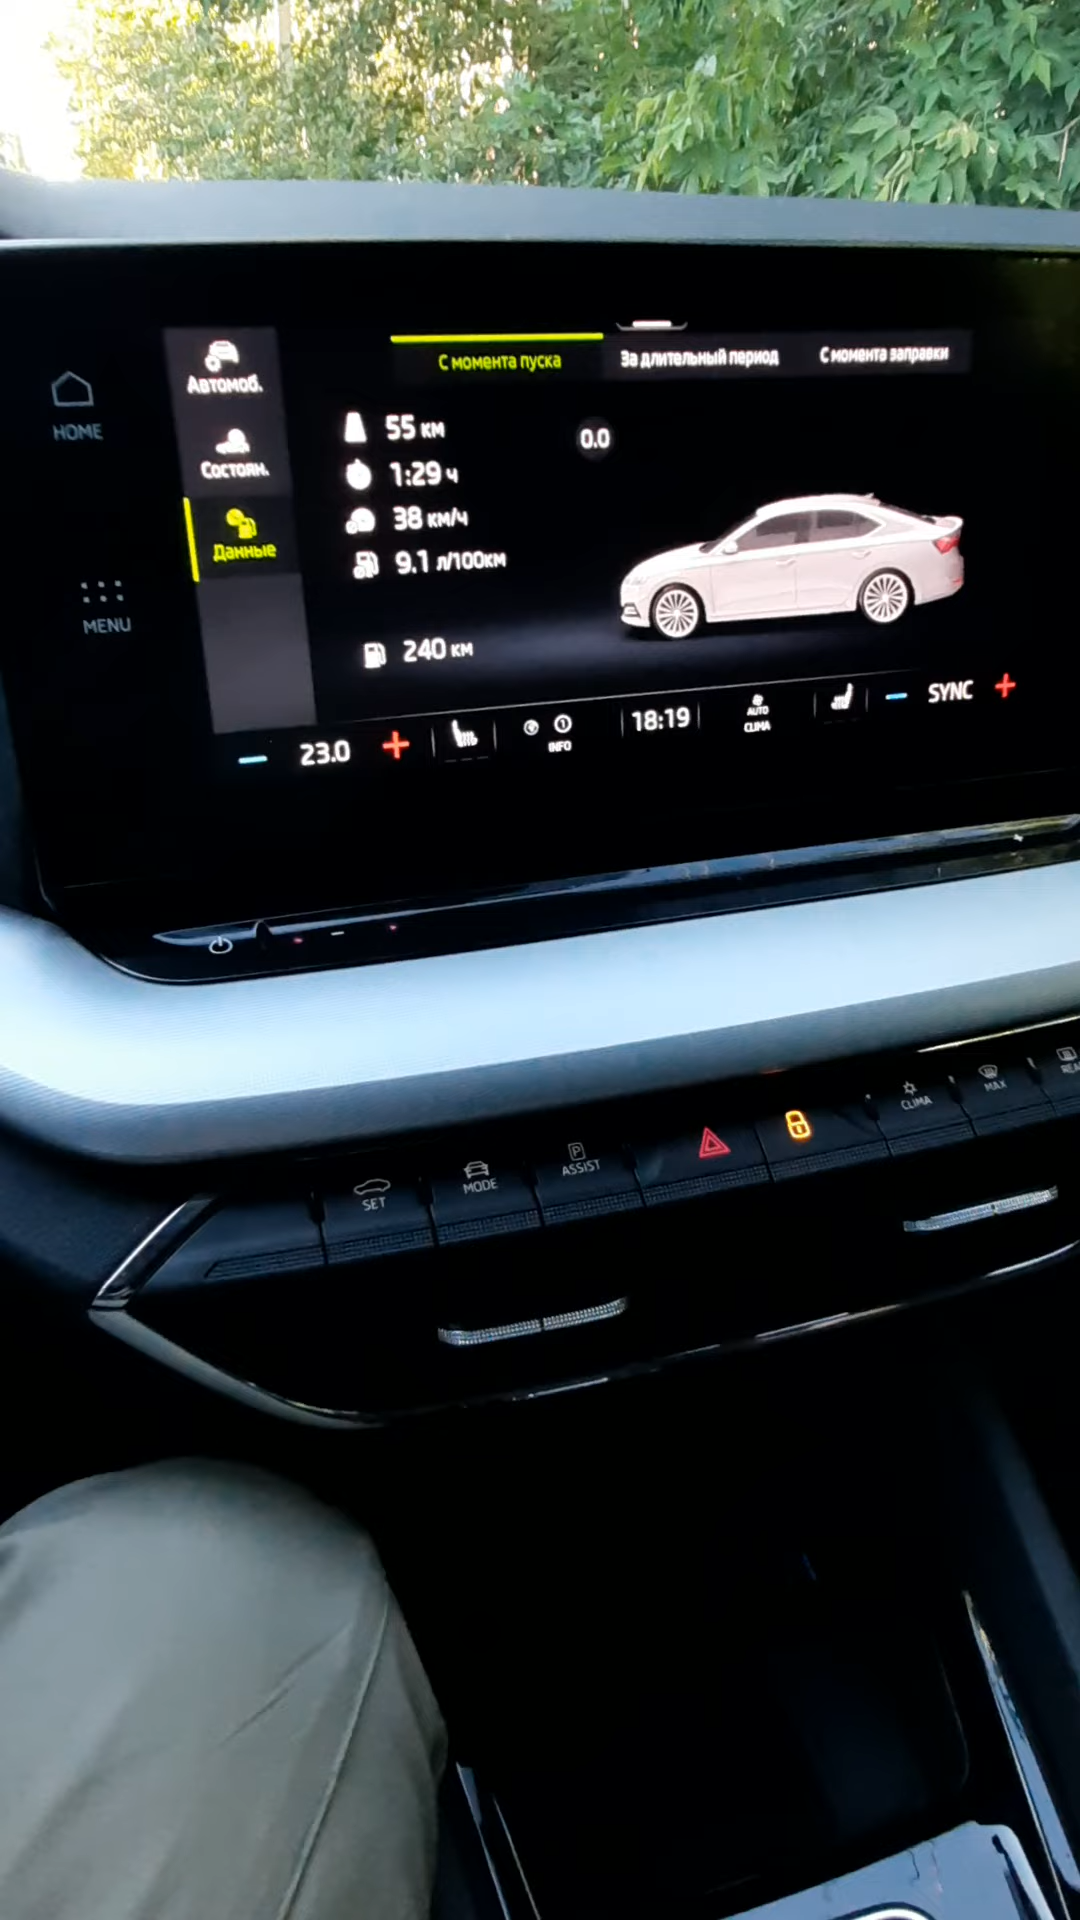 С момента пуска
За длительный период
С момента заправки
Автомоб.
HOME
55 км
0.0
Состоян.
1:29 ч
38 км/ч
Данные
9.1 л/100км
MENU
240 км
23.0
INFO
18:19
AUTO
CLIMA
SYNC
SET
MODE
P
ASSIST
CLIMA
MAX